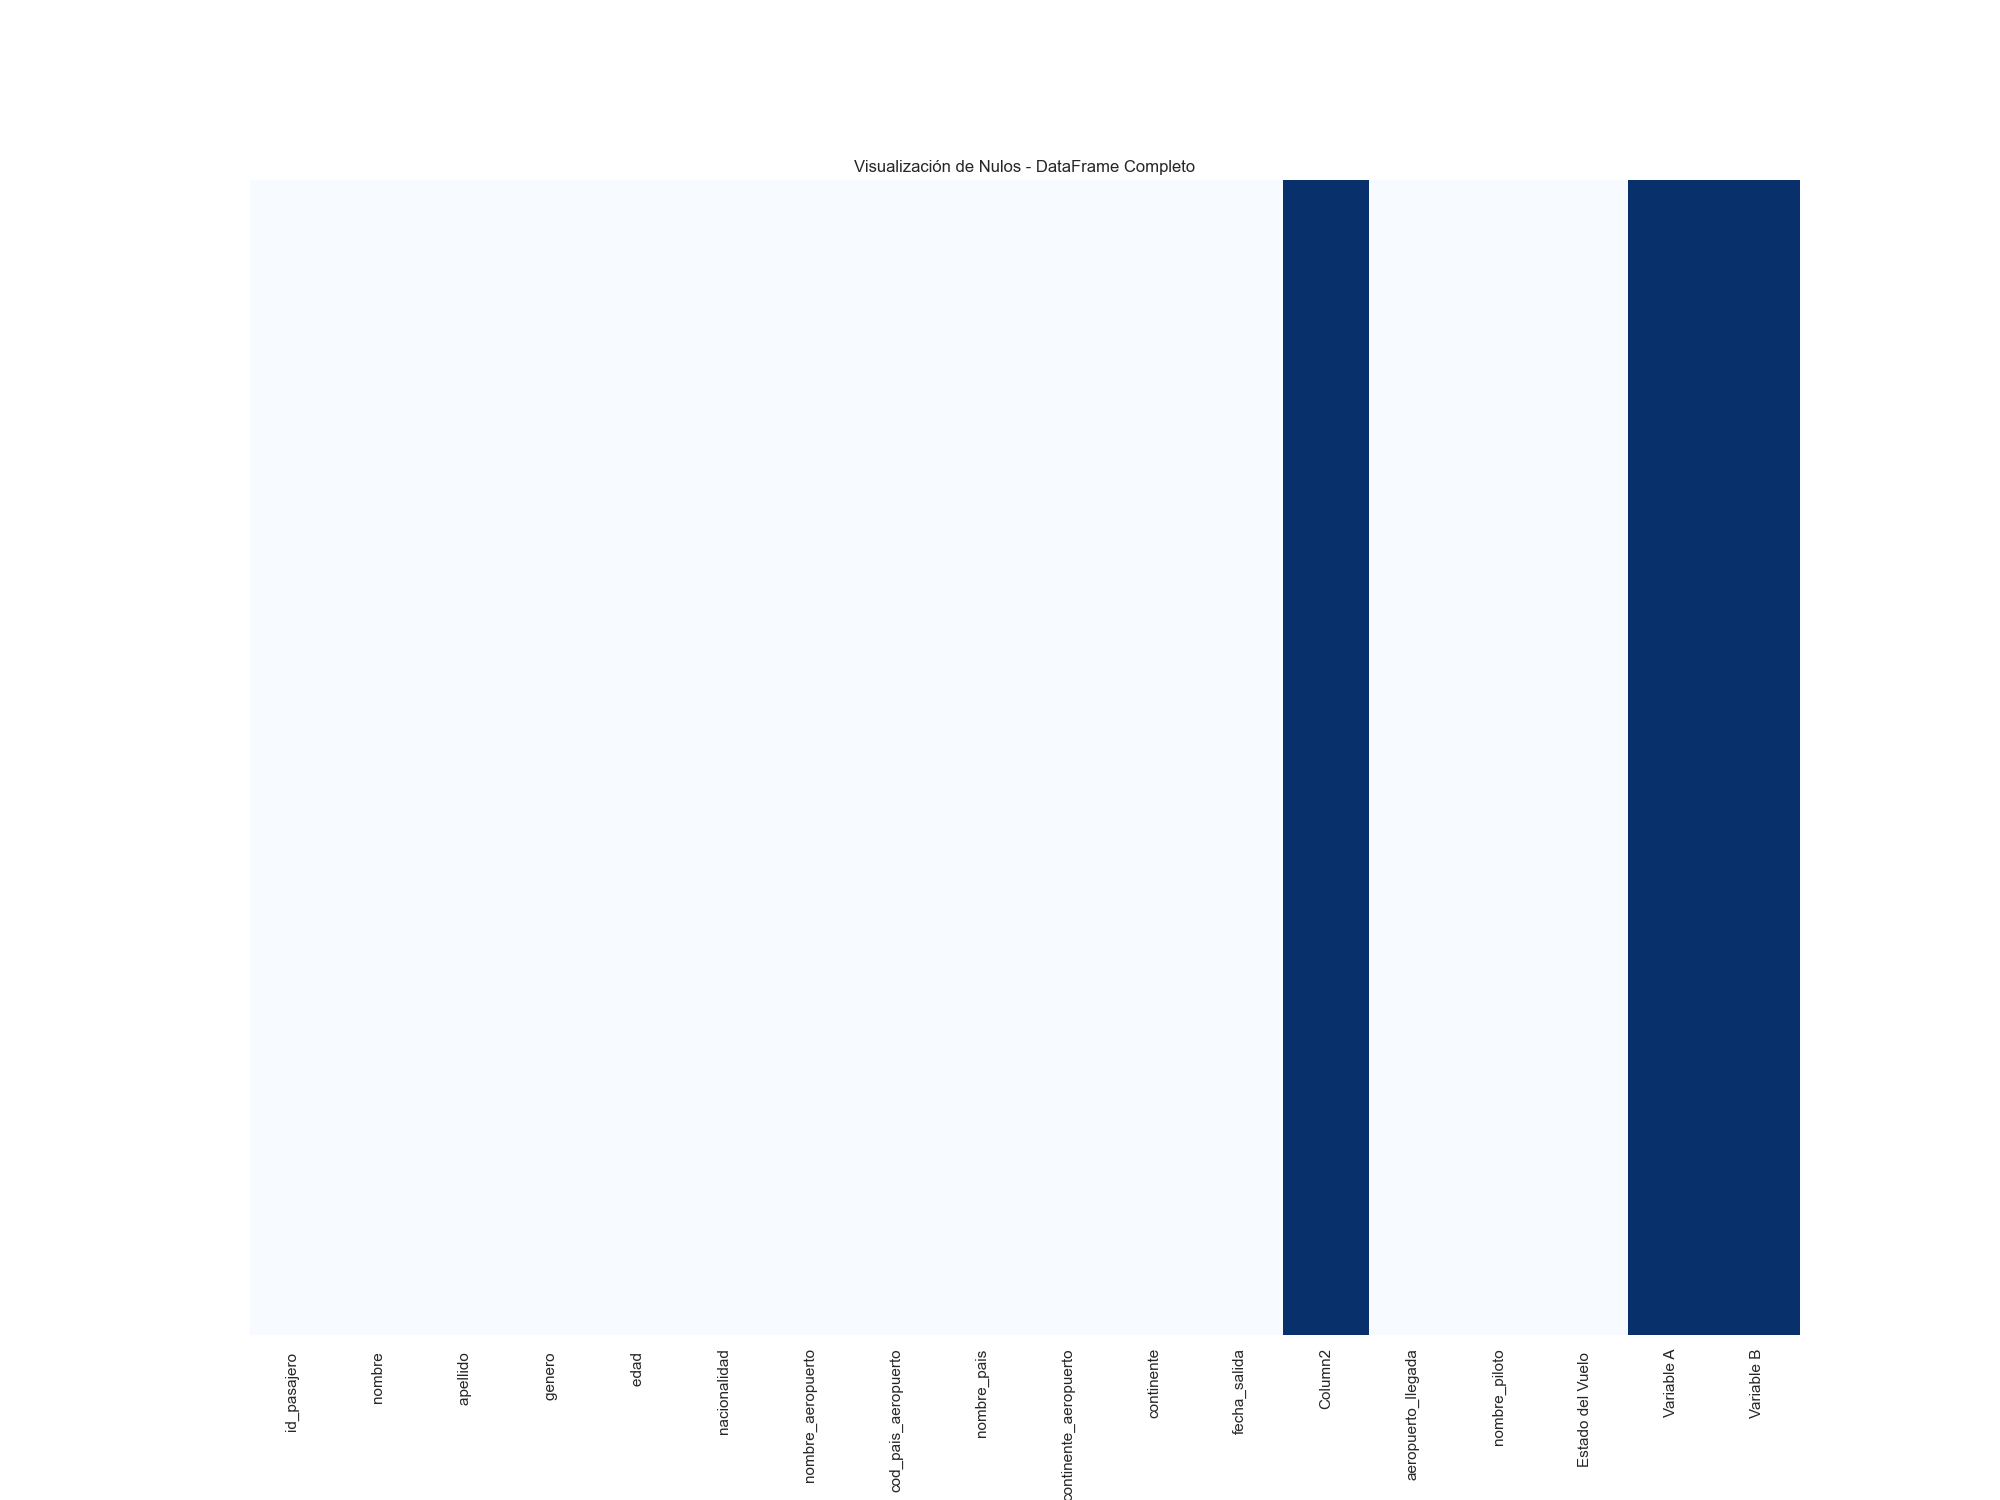 Visualización de Nulos - DataFrame Completo
id_pasajero
nombre
apellido
genero
edad
nacionalidad
nombre_aeropuerto
cod_pais_aeropuerto
nombre_pais
continente_aeropuerto
continente
fecha_salida
Column2
aeropuerto_llegada
nombre_piloto
Estado del Vuelo
Variable A
Variable B